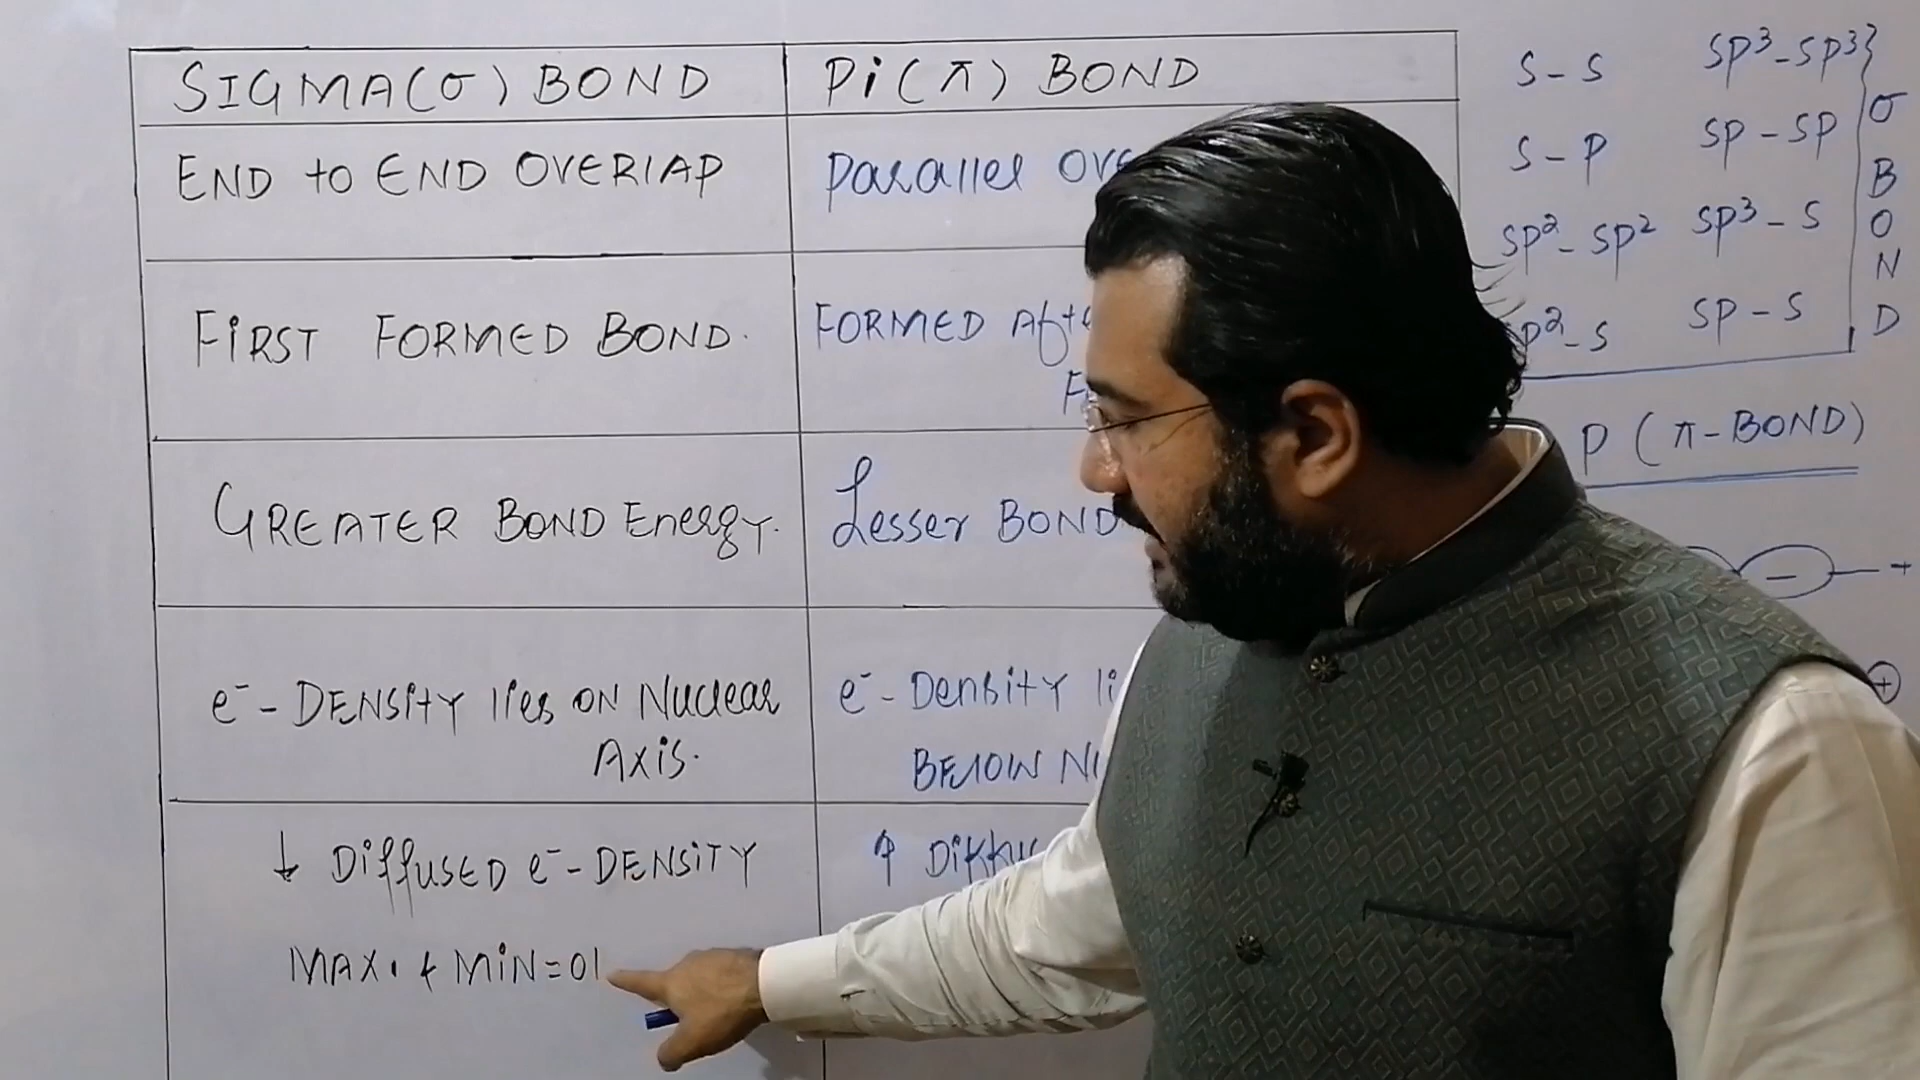 SIGMA(σ) BOND
Pi(π) BOND
END to END OVERLAP
Parallel
FIRST FORMED BOND.
FORMED
GREATER BOND Energy.
Lesser BOND
e⁻-DENSITY lies ON Nuclear
AXIS.
e⁻-Density
BELOW
↓ Diffused e⁻-DENSITY
↑
MAX. & MIN=01
S-S
SP³-SP³}
S-P
SP-SP
SP²-SP²
SP³-S
SP²-S
SP-S
σ
B
O
N
D
P (π-BOND)
-
+
+